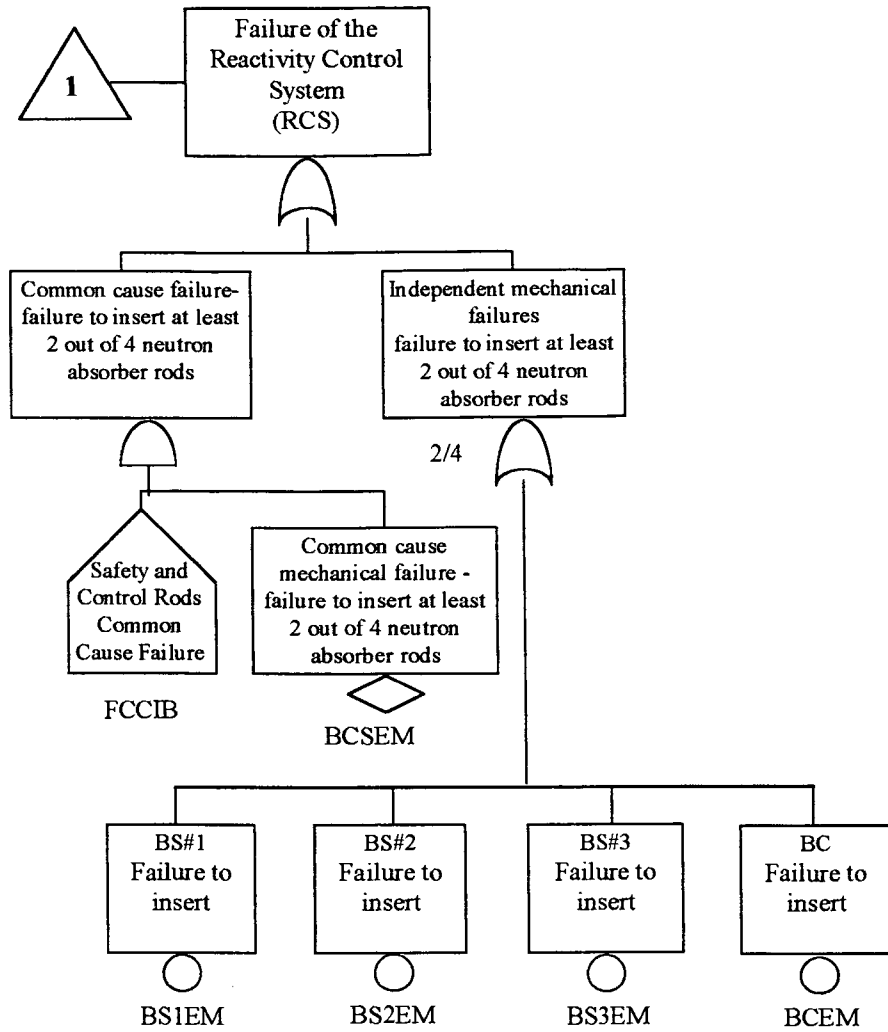 1
Failure of the
Reactivity Control
System
(RCS)
Common cause failure-
failure to insert at least
2 out of 4 neutron
absorber rods
Independent mechanical
failures
failure to insert at least
2 out of 4 neutron
absorber rods
2/4
Safety and
Control Rods
Common
Cause Failure
FCCIB
Common cause
mechanical failure -
failure to insert at least
2 out of 4 neutron
absorber rods
BCSEM
BS#1
Failure to
insert
BS1EM
BS#2
Failure to
insert
BS2EM
BS#3
Failure to
insert
BS3EM
BC
Failure to
insert
BCEM